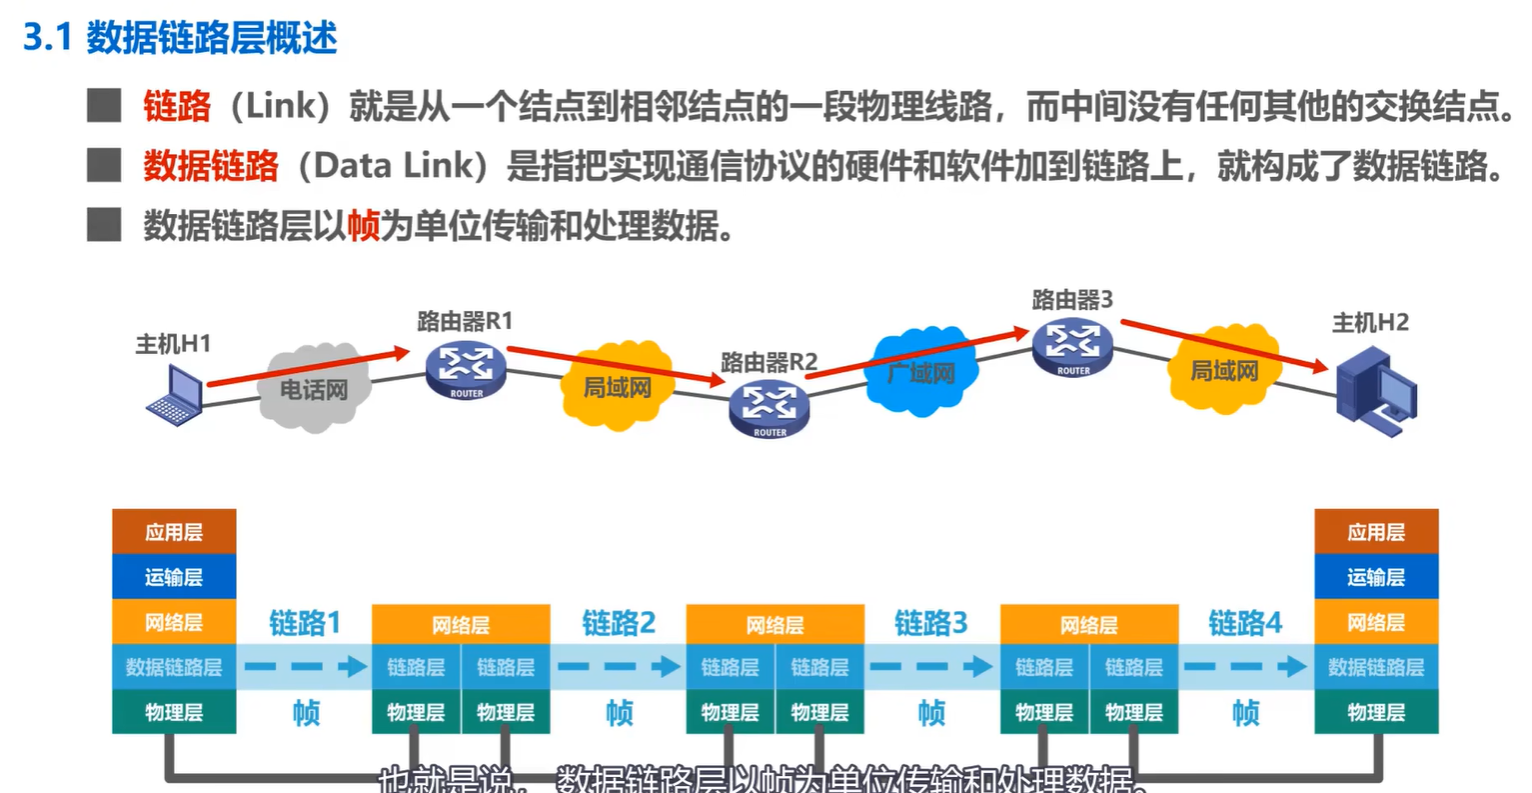 3.1 数据链路层概述
链路（Link）就是从一个结点到相邻结点的一段物理线路，而中间没有任何其他的交换结点。
数据链路（Data Link）是指把实现通信协议的硬件和软件加到链路上，就构成了数据链路。
数据链路层以帧为单位传输和处理数据。
主机H1
电话网
路由器R1
ROUTER
局域网
路由器R2
ROUTER
广域网
路由器3
ROUTER
局域网
主机H2
应用层
运输层
网络层
数据链路层
物理层
链路1
帧
网络层
链路层 链路层
物理层 物理层
链路2
帧
网络层
链路层 链路层
物理层 物理层
链路3
帧
网络层
链路层 链路层
物理层 物理层
链路4
帧
应用层
运输层
网络层
数据链路层
物理层
也就是说， 数据链路层以帧为单位传输和处理数据。